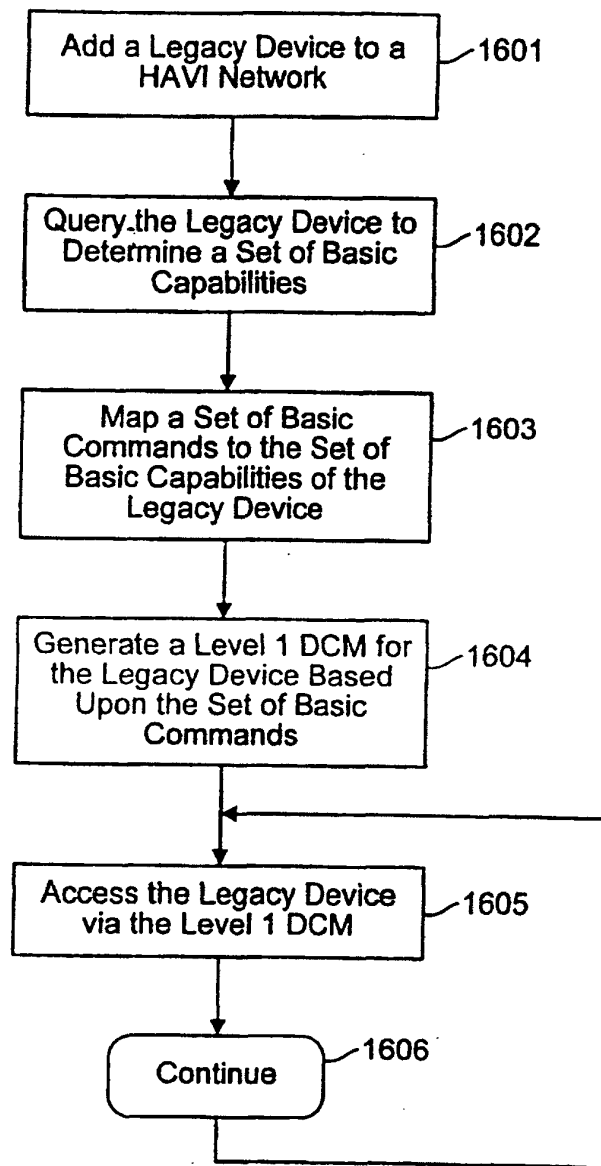 Add a Legacy Device to a
HAVI Network
1601
Query the Legacy Device to
Determine a Set of Basic
Capabilities
1602
Map a Set of Basic
Commands to the Set of
Basic Capabilities of the
Legacy Device
1603
Generate a Level 1 DCM for
the Legacy Device Based
Upon the Set of Basic
Commands
1604
Access the Legacy Device
via the Level 1 DCM
1605
Continue
1606